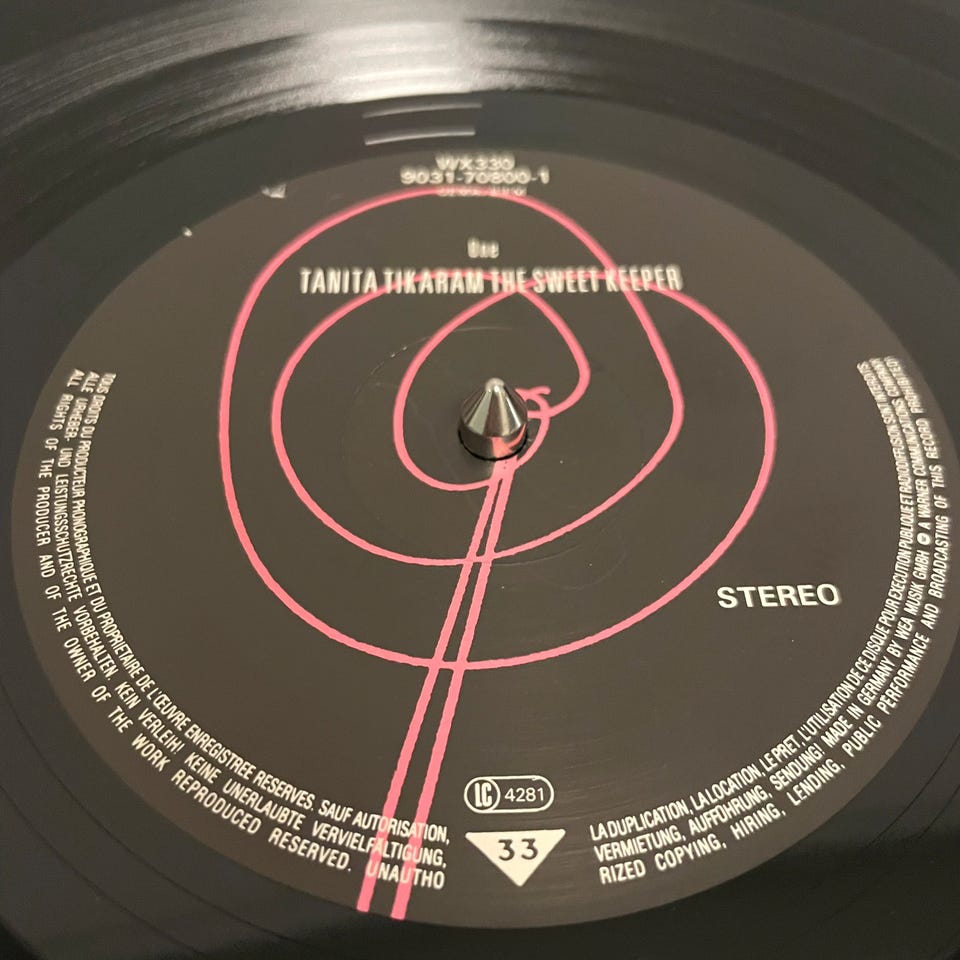 WX330
9031-70800-1
One
TANITA TIKARAM THE SWEET KEEPER
STEREO
TOUS DROITS DU PRODUCTEUR PHONOGRAPHIQUE ET DU PROPRIETAIRE DE L'ŒUVRE ENREGISTREE RESERVES. SAUF AUTORISATION,
ALLE URHEBER- UND LEISTUNGSSCHUTZRECHTE VORBEHALTEN. KEIN VERLEIH! KEINE UNERLAUBTE VERVIELFÄLTIGUNG,
ALL RIGHTS OF THE PRODUCER AND OF THE OWNER OF THE WORK REPRODUCED RESERVED. UNAUTHO
LC 4281
33
LA DUPLICATION, LA LOCATION, LE PRET, L'UTILISATION DE CE DISQUE POUR EXECUTION PUBLIQUE ET RADIODIFFUSION SONT INTERDITS.
VERMIETUNG, AUFFÜHRUNG, SENDUNG! MADE IN GERMANY BY WEA MUSIK GMBH A WARNER COMMUNICATIONS COMPANY
RIZED COPYING, HIRING, LENDING, PUBLIC PERFORMANCE AND BROADCASTING OF THIS RECORD PROHIBITED